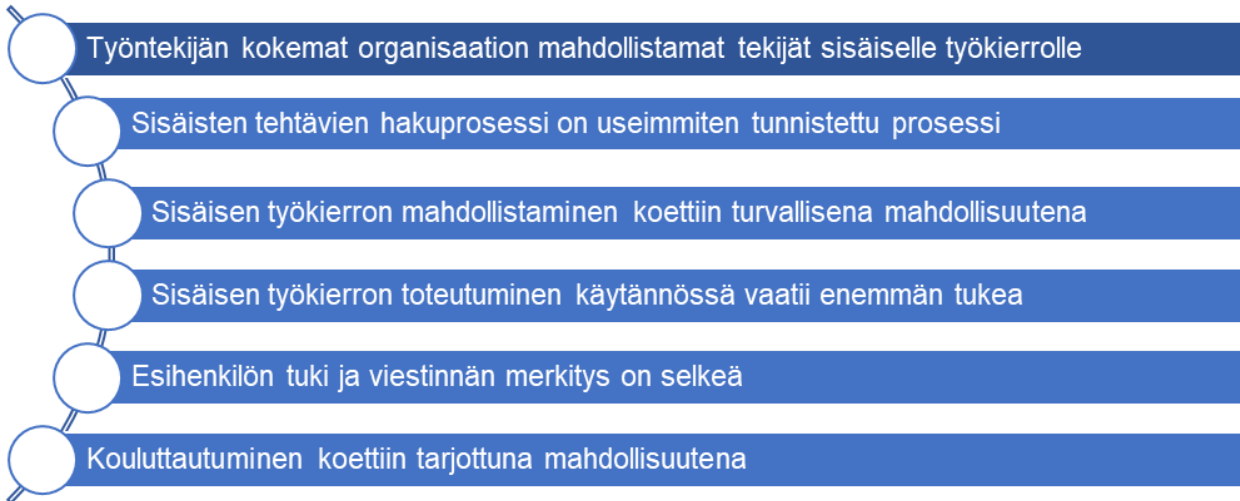 Työntekijän kokemat organisaation mahdollistamat tekijät sisäiselle työkierrolle
Sisäisten tehtävien hakuprosessi on useimmiten tunnistettu prosessi
Sisäisen työkierron mahdollistaminen koettiin turvallisena mahdollisuutena
Sisäisen työkierron toteutuminen käytännössä vaatii enemmän tukea
Esihenkilön tuki ja viestinnän merkitys on selkeä
Kouluttautuminen koettiin tarjottuna mahdollisuutena